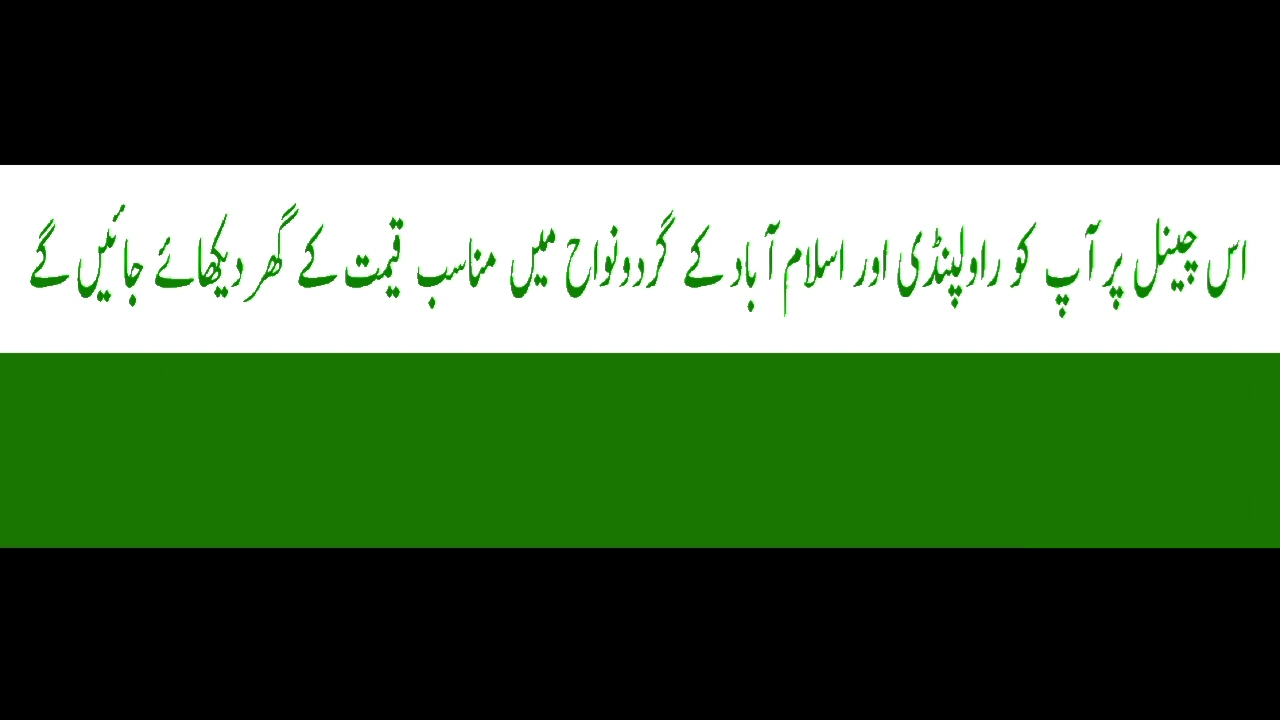 اس چینل پر آپ کو راولپنڈی اور اسلام آباد کے گردونواح میں مناسب قیمت کے گھر دیکھائے جائیں گے